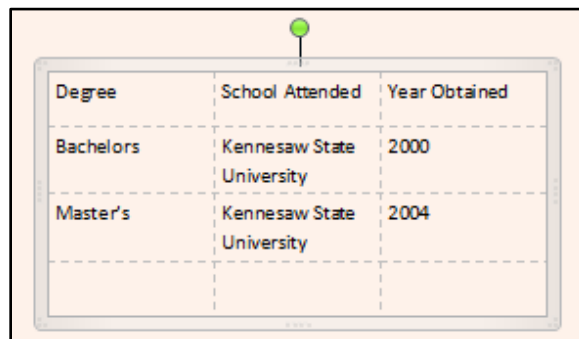 Degree School Attended Year Obtained
Bachelors Kennesaw State 2000
University
Master's Kennesaw State 2004
University